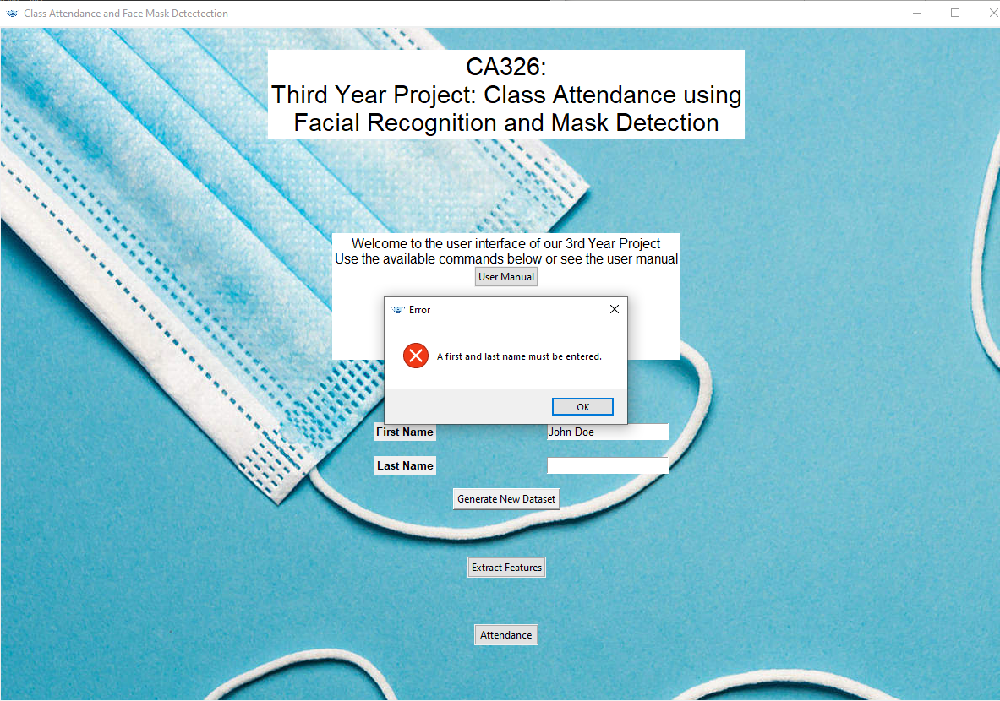 Class Attendance and Face Mask Detectection
CA326:
Third Year Project: Class Attendance using
Facial Recognition and Mask Detection
Welcome to the user interface of our 3rd Year Project
Use the available commands below or see the user manual
User Manual
Error
A first and last name must be entered.
OK
First Name
John Doe
Last Name
Generate New Dataset
Extract Features
Attendance